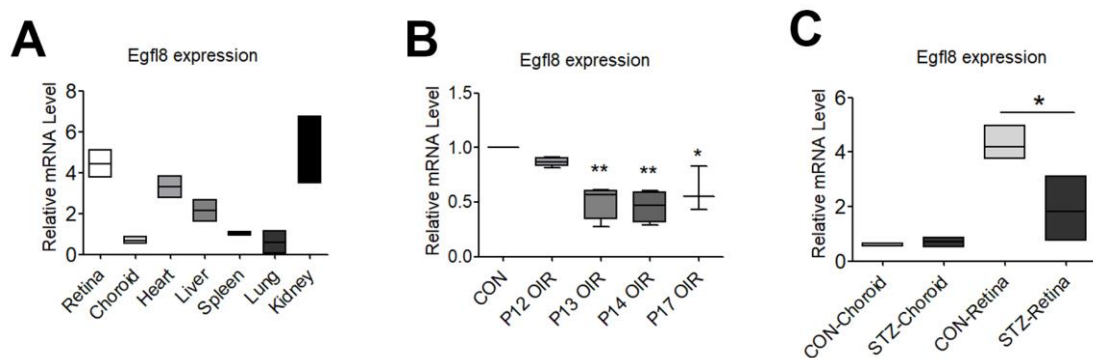 A
Egfl8 expression
Relative mRNA Level
8
6
4
2
0
Retina
Choroid
Heart
Liver
Spleen
Lung
Kidney
B
Egfl8 expression
Relative mRNA Level
1.5
1.0
0.5
0.0
** ** *
CON
P12 OIR
P13 OIR
P14 OIR
P17 OIR
C
Egfl8 expression
Relative mRNA Level
6
4
2
0
*
CON-Choroid
STZ-Choroid
CON-Retina
STZ-Retina